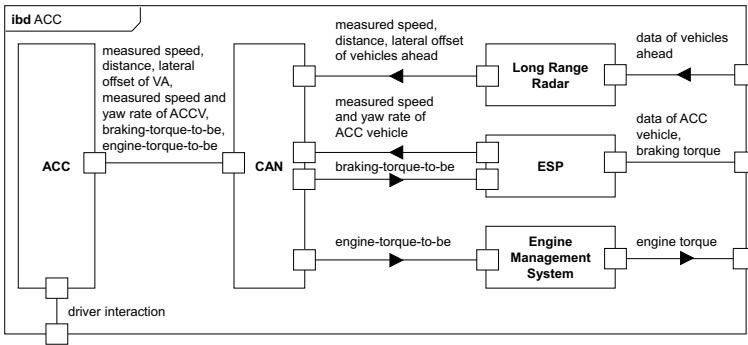 ibd ACC
measured speed,
distance, lateral
offset of VA,
measured speed and
yaw rate of ACCV,
braking-torque-to-be,
engine-torque-to-be
ACC
driver interaction
CAN
measured speed,
distance, lateral offset
of vehicles ahead
measured speed
and yaw rate of
ACC vehicle
braking-torque-to-be
engine-torque-to-be
Long Range
Radar
ESP
Engine
Management
System
data of vehicles
ahead
data of ACC
vehicle,
braking torque
engine torque